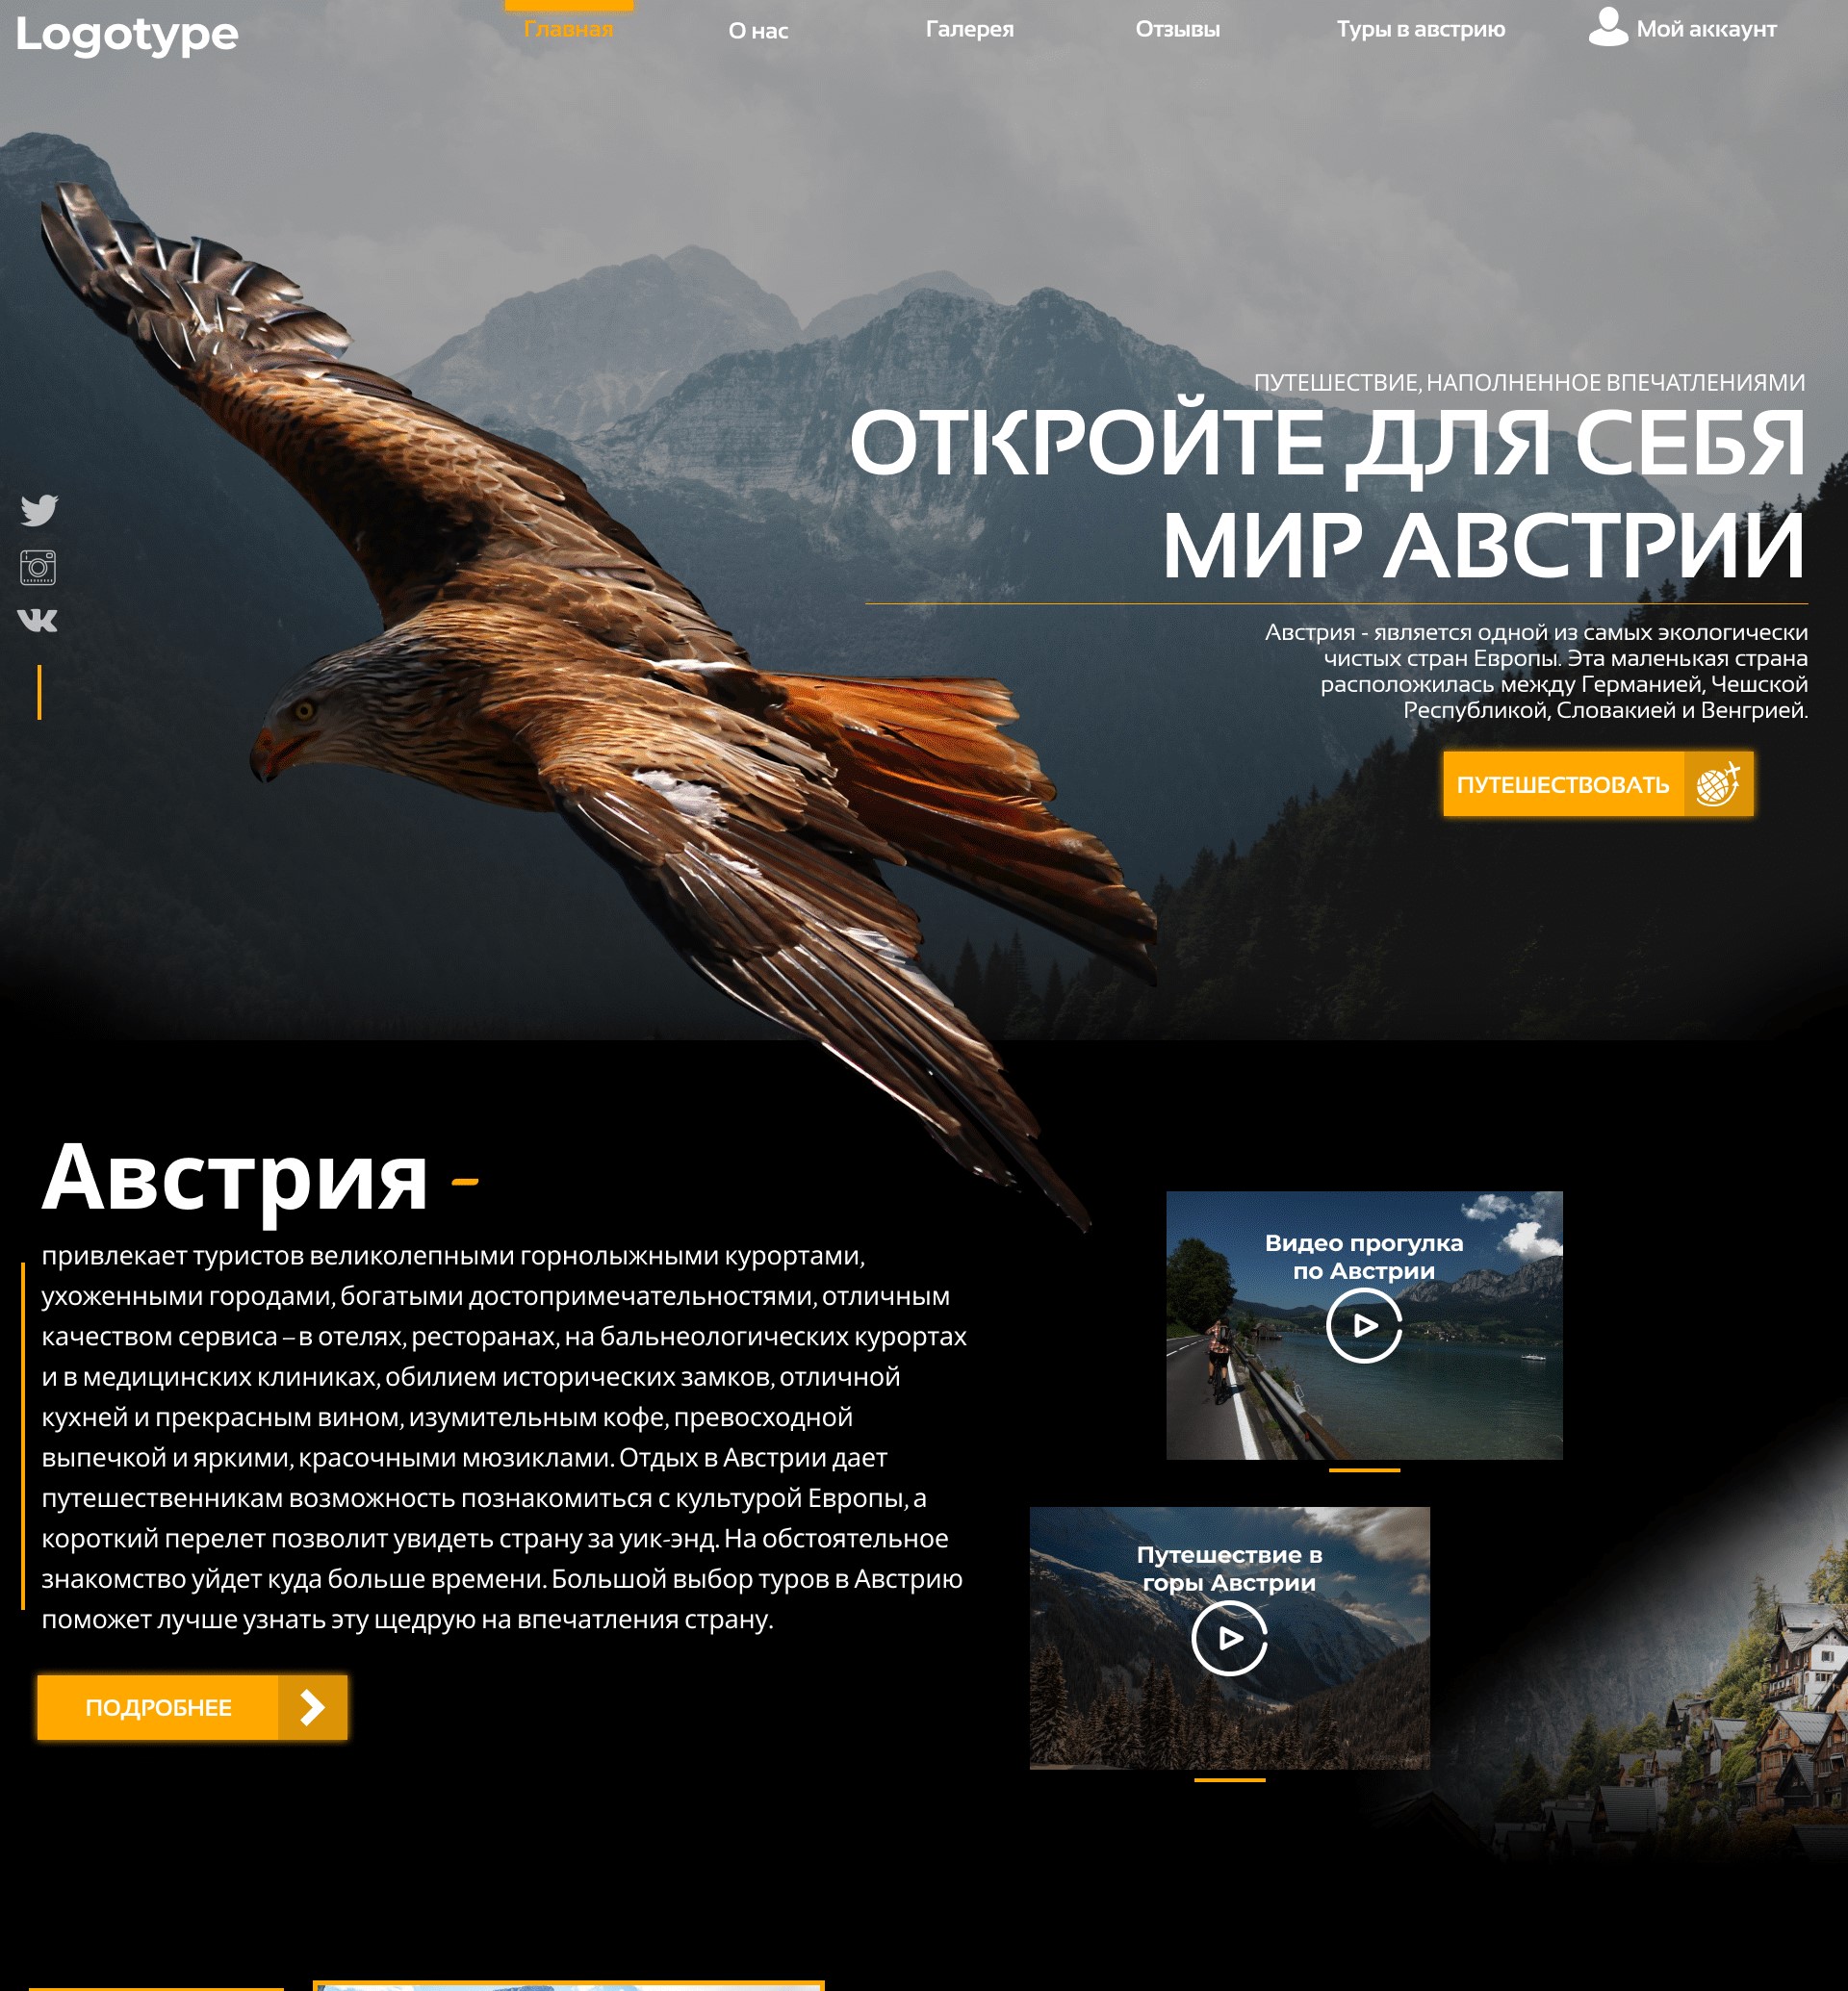 Logotype
Главная
О нас
Галерея
Отзывы
Туры в австрию
Мой аккаунт
ПУТЕШЕСТВИЕ, НАПОЛНЕННОЕ ВПЕЧАТЛЕНИЯМИ
ОТКРОЙТЕ ДЛЯ СЕБЯ
МИР АВСТРИИ
Австрия - является одной из самых экологически
чистых стран Европы. Эта маленькая страна
расположилась между Германией, Чешской
Республикой, Словакией и Венгрией.
ПУТЕШЕСТВОВАТЬ
Австрия -
привлекает туристов великолепными горнолыжными курортами,
ухоженными городами, богатыми достопримечательностями, отличным
качеством сервиса – в отелях, ресторанах, на бальнеологических курортах
и в медицинских клиниках, обилием исторических замков, отличной
кухней и прекрасным вином, изумительным кофе, превосходной
выпечкой и яркими, красочными мюзиклами. Отдых в Австрии дает
путешественникам возможность познакомиться с культурой Европы, а
короткий перелет позволит увидеть страну за уик-энд. На обстоятельное
знакомство уйдет куда больше времени. Большой выбор туров в Австрию
поможет лучше узнать эту щедрую на впечатления страну.
ПОДРОБНЕЕ
Видео прогулка
по Австрии
Путешествие в
горы Австрии